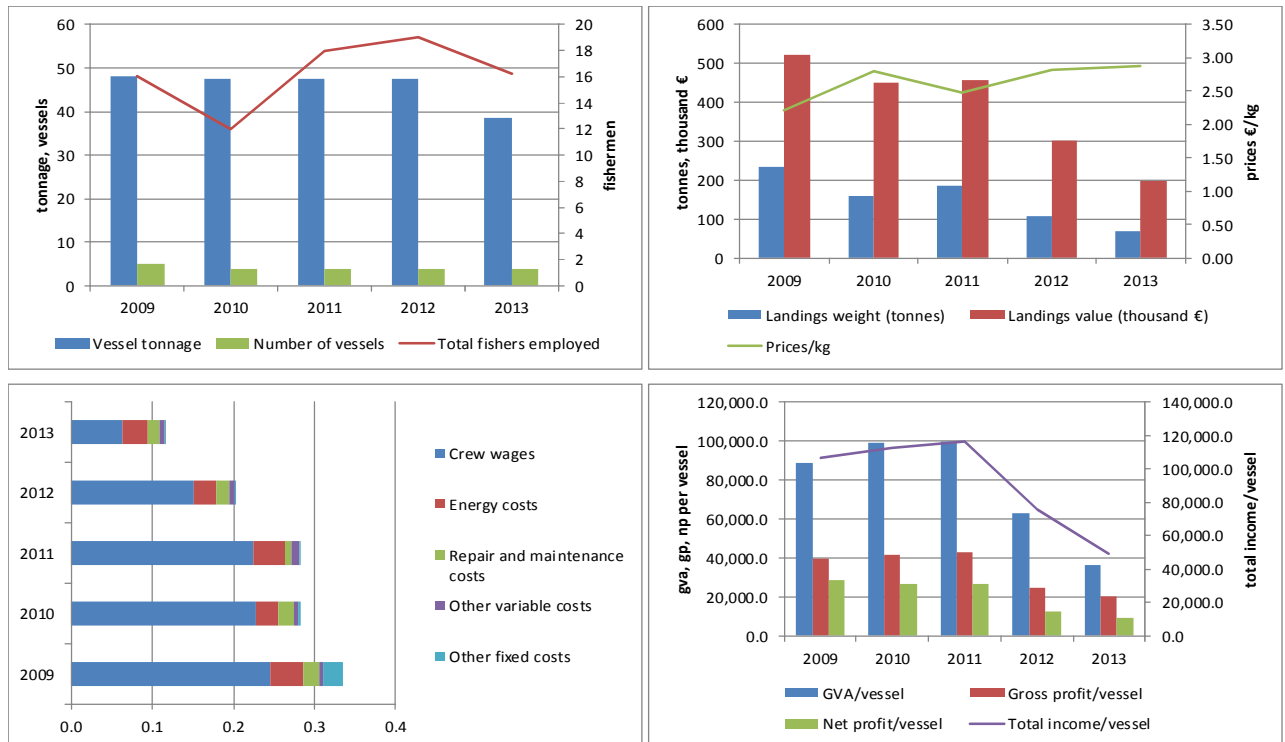 60
50
40
30
20
10
0
tonnage, vessels
20
18
16
14
12
10
8
6
4
2
0
fishermen
2009 2010 2011 2012 2013
Vessel tonnage Number of vessels Total fishers employed
600
500
400
300
200
100
0
tonnes, thousand €
3.50
3.00
2.50
2.00
1.50
1.00
0.50
0.00
prices €/kg
2009 2010 2011 2012 2013
Landings weight (tonnes) Landings value (thousand €)
Prices/kg
2013
2012
2011
2010
2009
0.0 0.1 0.2 0.3 0.4
Crew wages
Energy costs
Repair and maintenance
costs
Other variable costs
Other fixed costs
120,000.0
100,000.0
80,000.0
60,000.0
40,000.0
20,000.0
0.0
gva, gp, np per vessel
140,000.0
120,000.0
100,000.0
80,000.0
60,000.0
40,000.0
20,000.0
0.0
total income/vessel
2009 2010 2011 2012 2013
GVA/vessel Gross profit/vessel
Net profit/vessel Total income/vessel